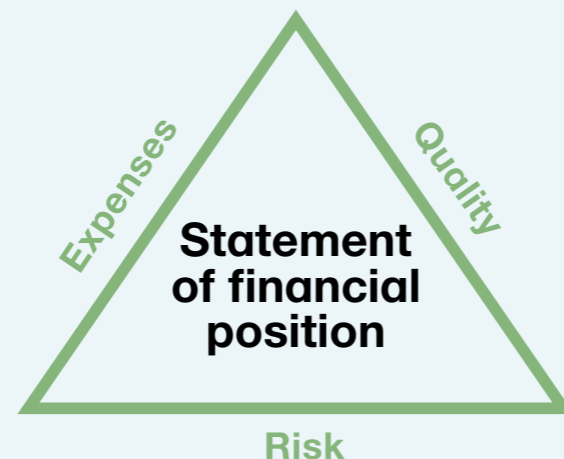 Expenses
Quality
Statement
of financial
position
Risk